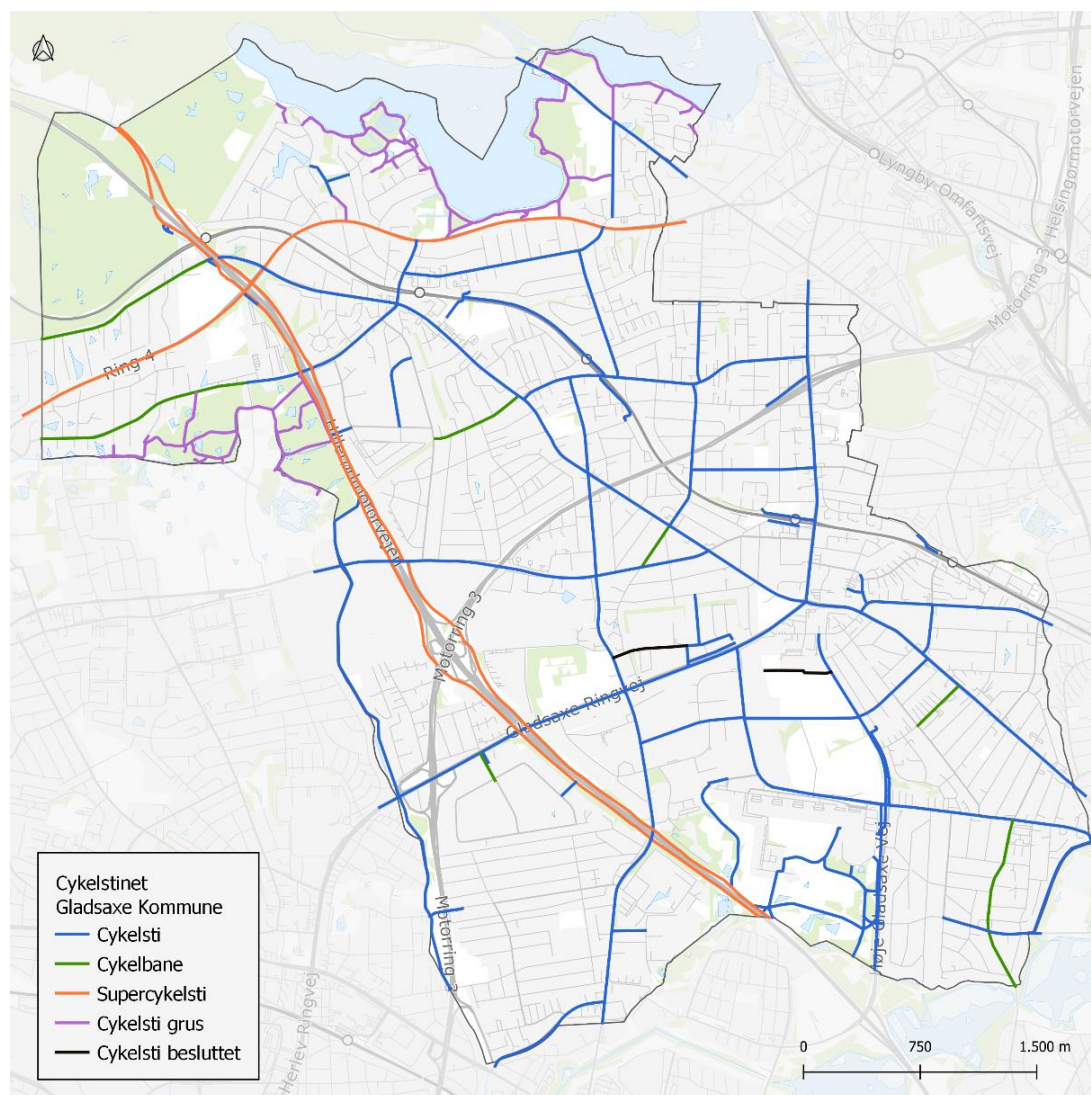 Lyngby Omfartsvej
Motorring 3 Helsingørmotorvejen
Ring 4
Hillerødmotorvejen
Motorring 3
Gladsaxe Ringvej
Høje Gladsaxe Vej
Motorring 3
Herlev Ringvej
Cykelstinet
Gladsaxe Kommune
Cykelsti
Cykelbane
Supercykelsti
Cykelsti grus
Cykelsti besluttet
0 750 1.500 m